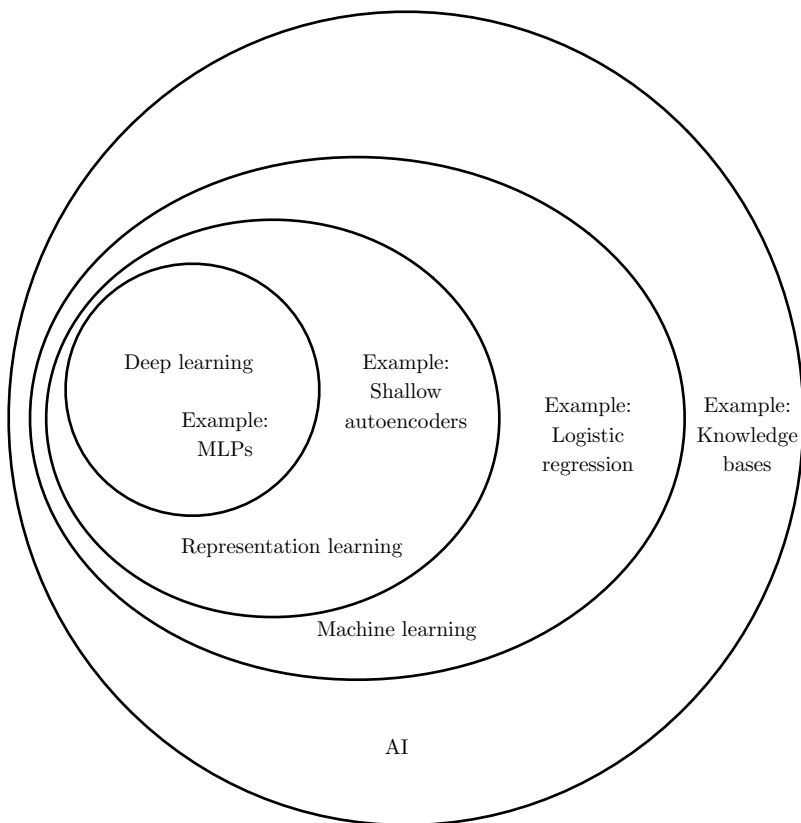 Deep learning
Example:
MLPs
Example:
Shallow
autoencoders
Example:
Logistic
regression
Example:
Knowledge
bases
Representation learning
Machine learning
AI